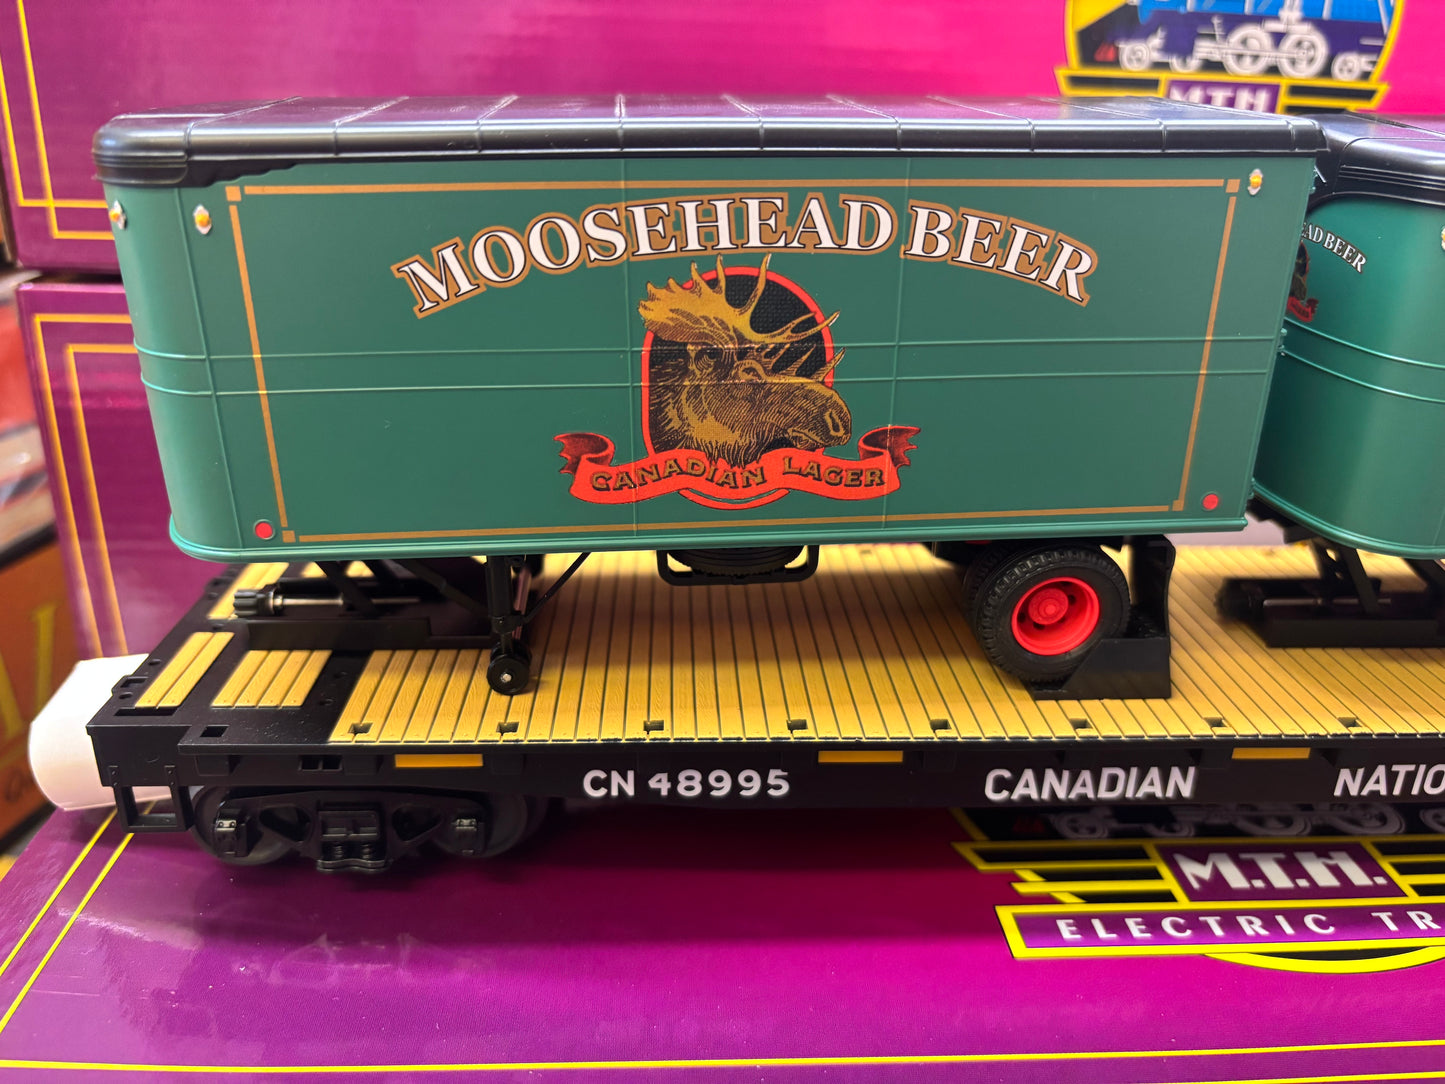 M.T.H.
MOOSEHEAD BEER
AD BEER
CANADIAN LAGER
CN 48995 CANADIAN NATIO
M.T.H.
ELECTRIC TR